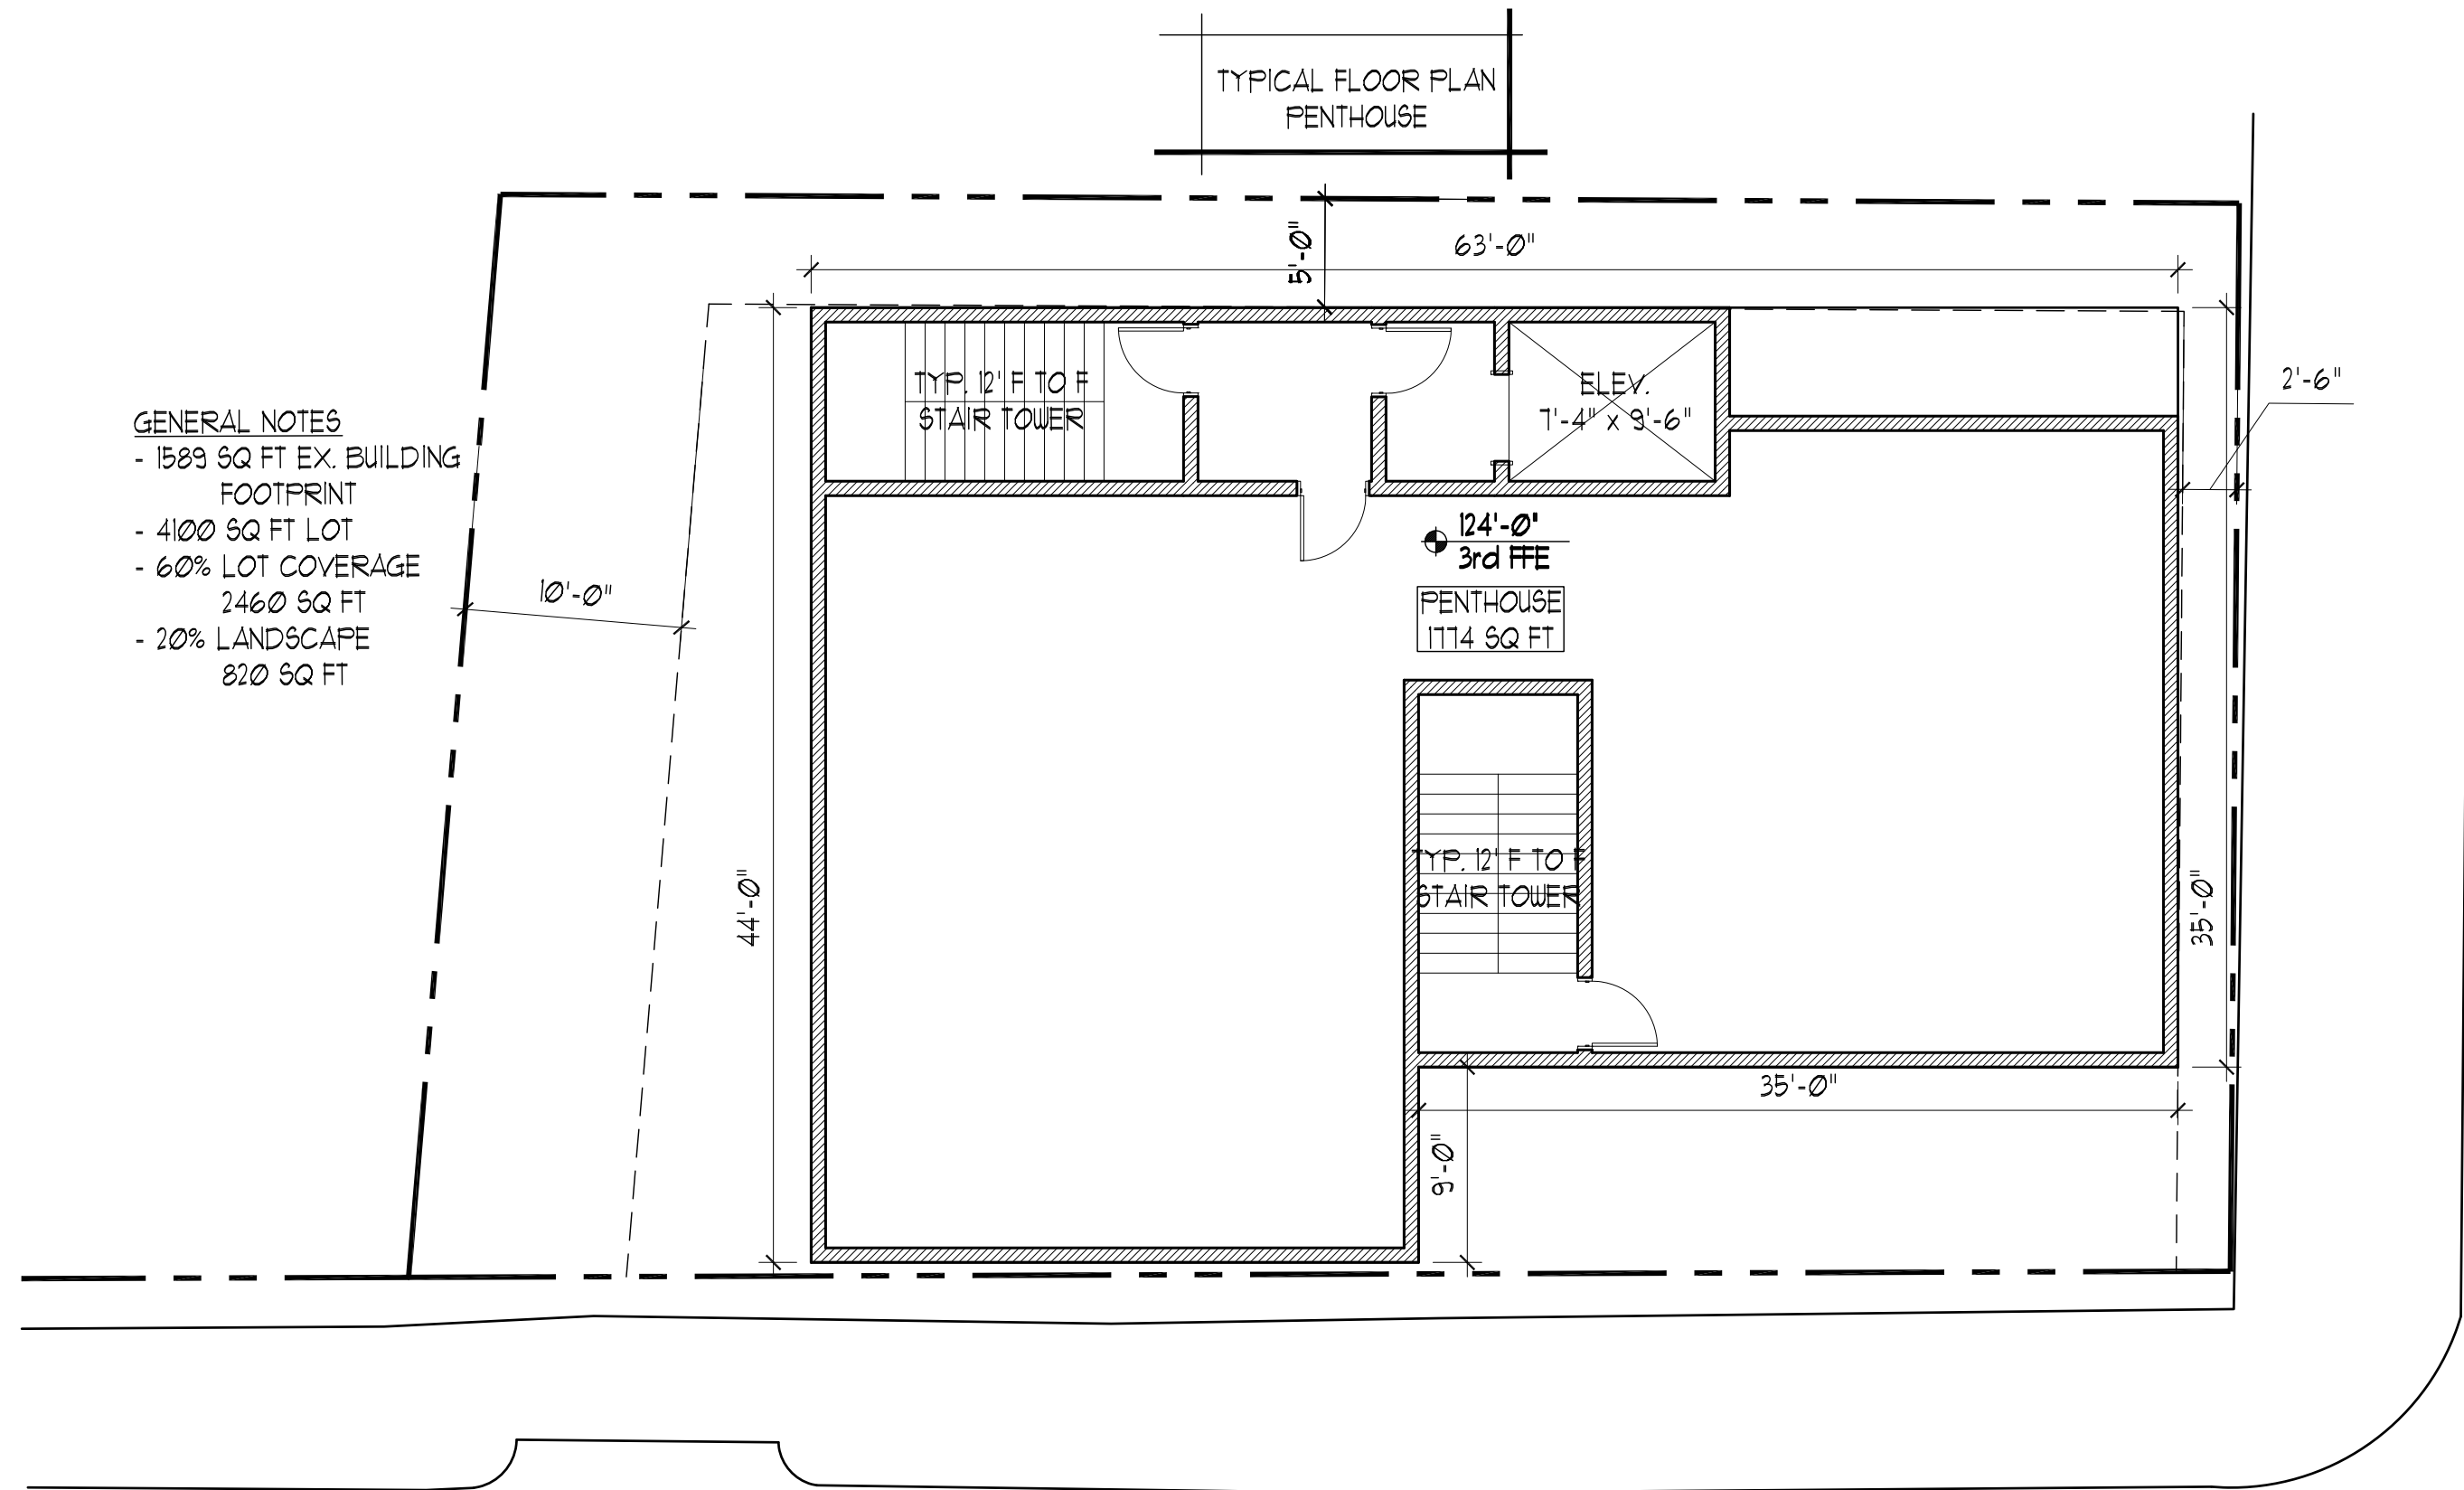 TYPICAL FLOOR PLAN
PENTHOUSE
5'-0"
63'-0"
TYP. 12' F TO F
STAIR TOWER
ELEV.
7'-4" x 9'-6"
2'-6"
GENERAL NOTES
- 1589 SQ FT EX. BUILDING
FOOTPRINT
- 4100 SQ FT LOT
- 60% LOT COVERAGE
2460 SQ FT
- 20% LANDSCAPE
820 SQ FT
10'-0"
124'-0"
3rd FFE
PENTHOUSE
1774 SQ FT
TYP. 12' F TO F
STAIR TOWER
44'-0"
35'-0"
35'-0"
9'-0"